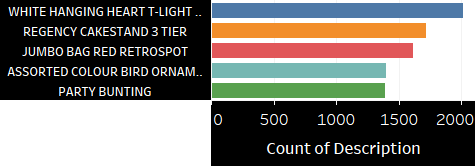 WHITE HANGING HEART T-LIGHT ..
REGENCY CAKESTAND 3 TIER
JUMBO BAG RED RETROSPOT
ASSORTED COLOUR BIRD ORNAM..
PARTY BUNTING
0 500 1000 1500 2000
Count of Description